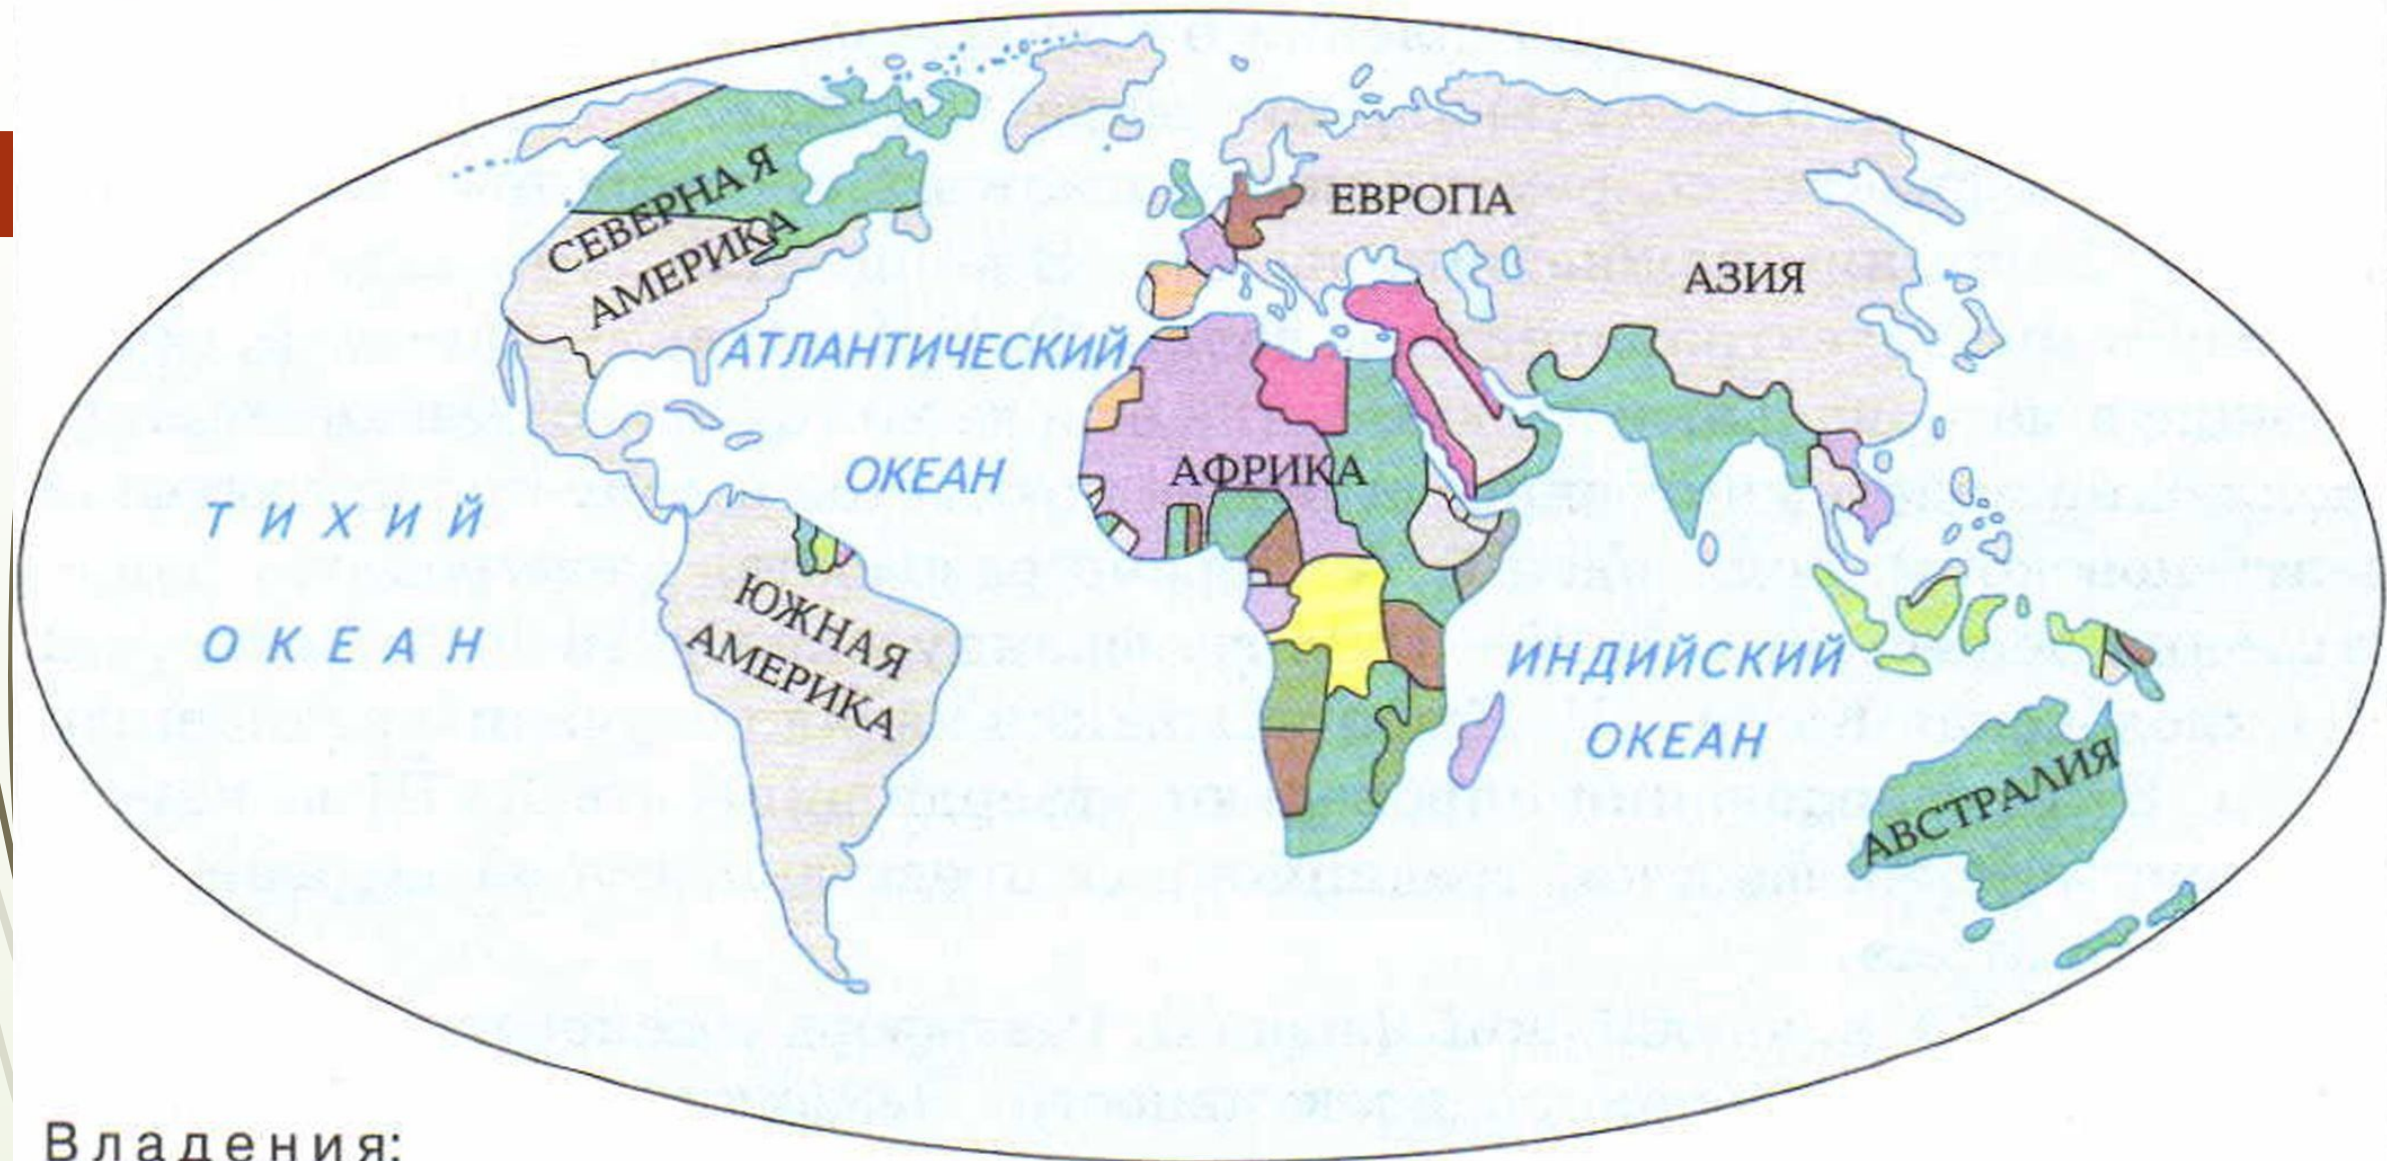 СЕВЕРНАЯ
АМЕРИКА
ЕВРОПА
АЗИЯ
АТЛАНТИЧЕСКИЙ
ОКЕАН
АФРИКА
ТИХИЙ
ОКЕАН
ЮЖНАЯ
АМЕРИКА
ИНДИЙСКИЙ
ОКЕАН
АВСТРАЛИЯ
Владения: